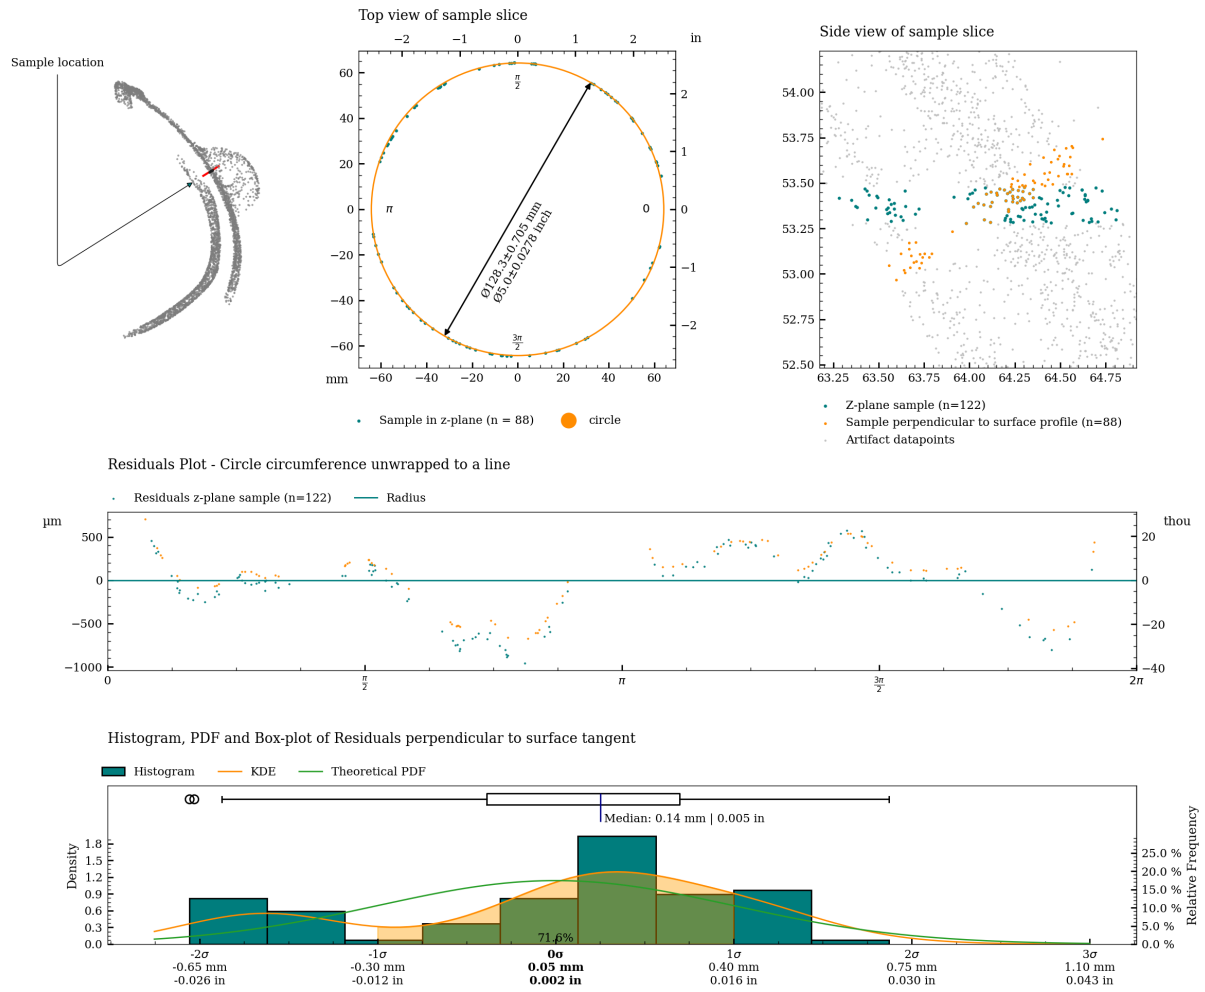 Sample location
Top view of sample slice
−2 −1 0 1 2 in
60
40
20
0
−20
−40
−60
mm
π/2
π
0
3π/2
Ø128.3±0.705 mm
Ø5.0±0.0278 inch
2
1
0
−1
−2
−60 −40 −20 0 20 40 60
Sample in z-plane (n = 88) circle
Side view of sample slice
54.00
53.75
53.50
53.25
53.00
52.75
52.50
63.25 63.50 63.75 64.00 64.25 64.50 64.75
Z-plane sample (n=122)
Sample perpendicular to surface profile (n=88)
Artifact datapoints
Residuals Plot - Circle circumference unwrapped to a line
Residuals z-plane sample (n=122) Radius
µm
thou
500
0
−500
−1000
20
0
−20
−40
0 π/2 π 3π/2 2π
Histogram, PDF and Box-plot of Residuals perpendicular to surface tangent
Histogram KDE Theoretical PDF
Median: 0.14 mm | 0.005 in
Density
1.8
1.5
1.2
0.9
0.6
0.3
0.0
Relative Frequency
25.0 %
20.0 %
15.0 %
10.0 %
5.0 %
0.0 %
71.6%
-2σ -1σ 0σ 1σ 2σ 3σ
-0.65 mm -0.30 mm 0.05 mm 0.40 mm 0.75 mm 1.10 mm
-0.026 in -0.012 in 0.002 in 0.016 in 0.030 in 0.043 in